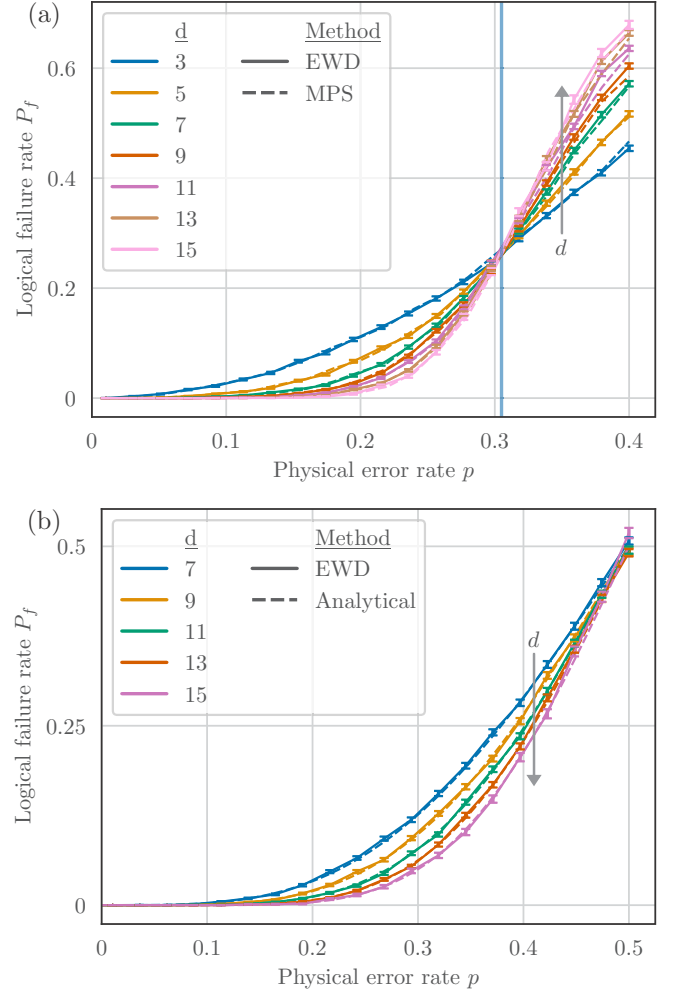 (a)
d Method
3 EWD
5 MPS
7
9
11
13
15
d
Logical failure rate P_f
0.6
0.4
0.2
0
0 0.1 0.2 0.3 0.4
Physical error rate p
(b)
d Method
7 EWD
9 Analytical
11
13
15
d
Logical failure rate P_f
0.5
0.25
0
0 0.1 0.2 0.3 0.4 0.5
Physical error rate p